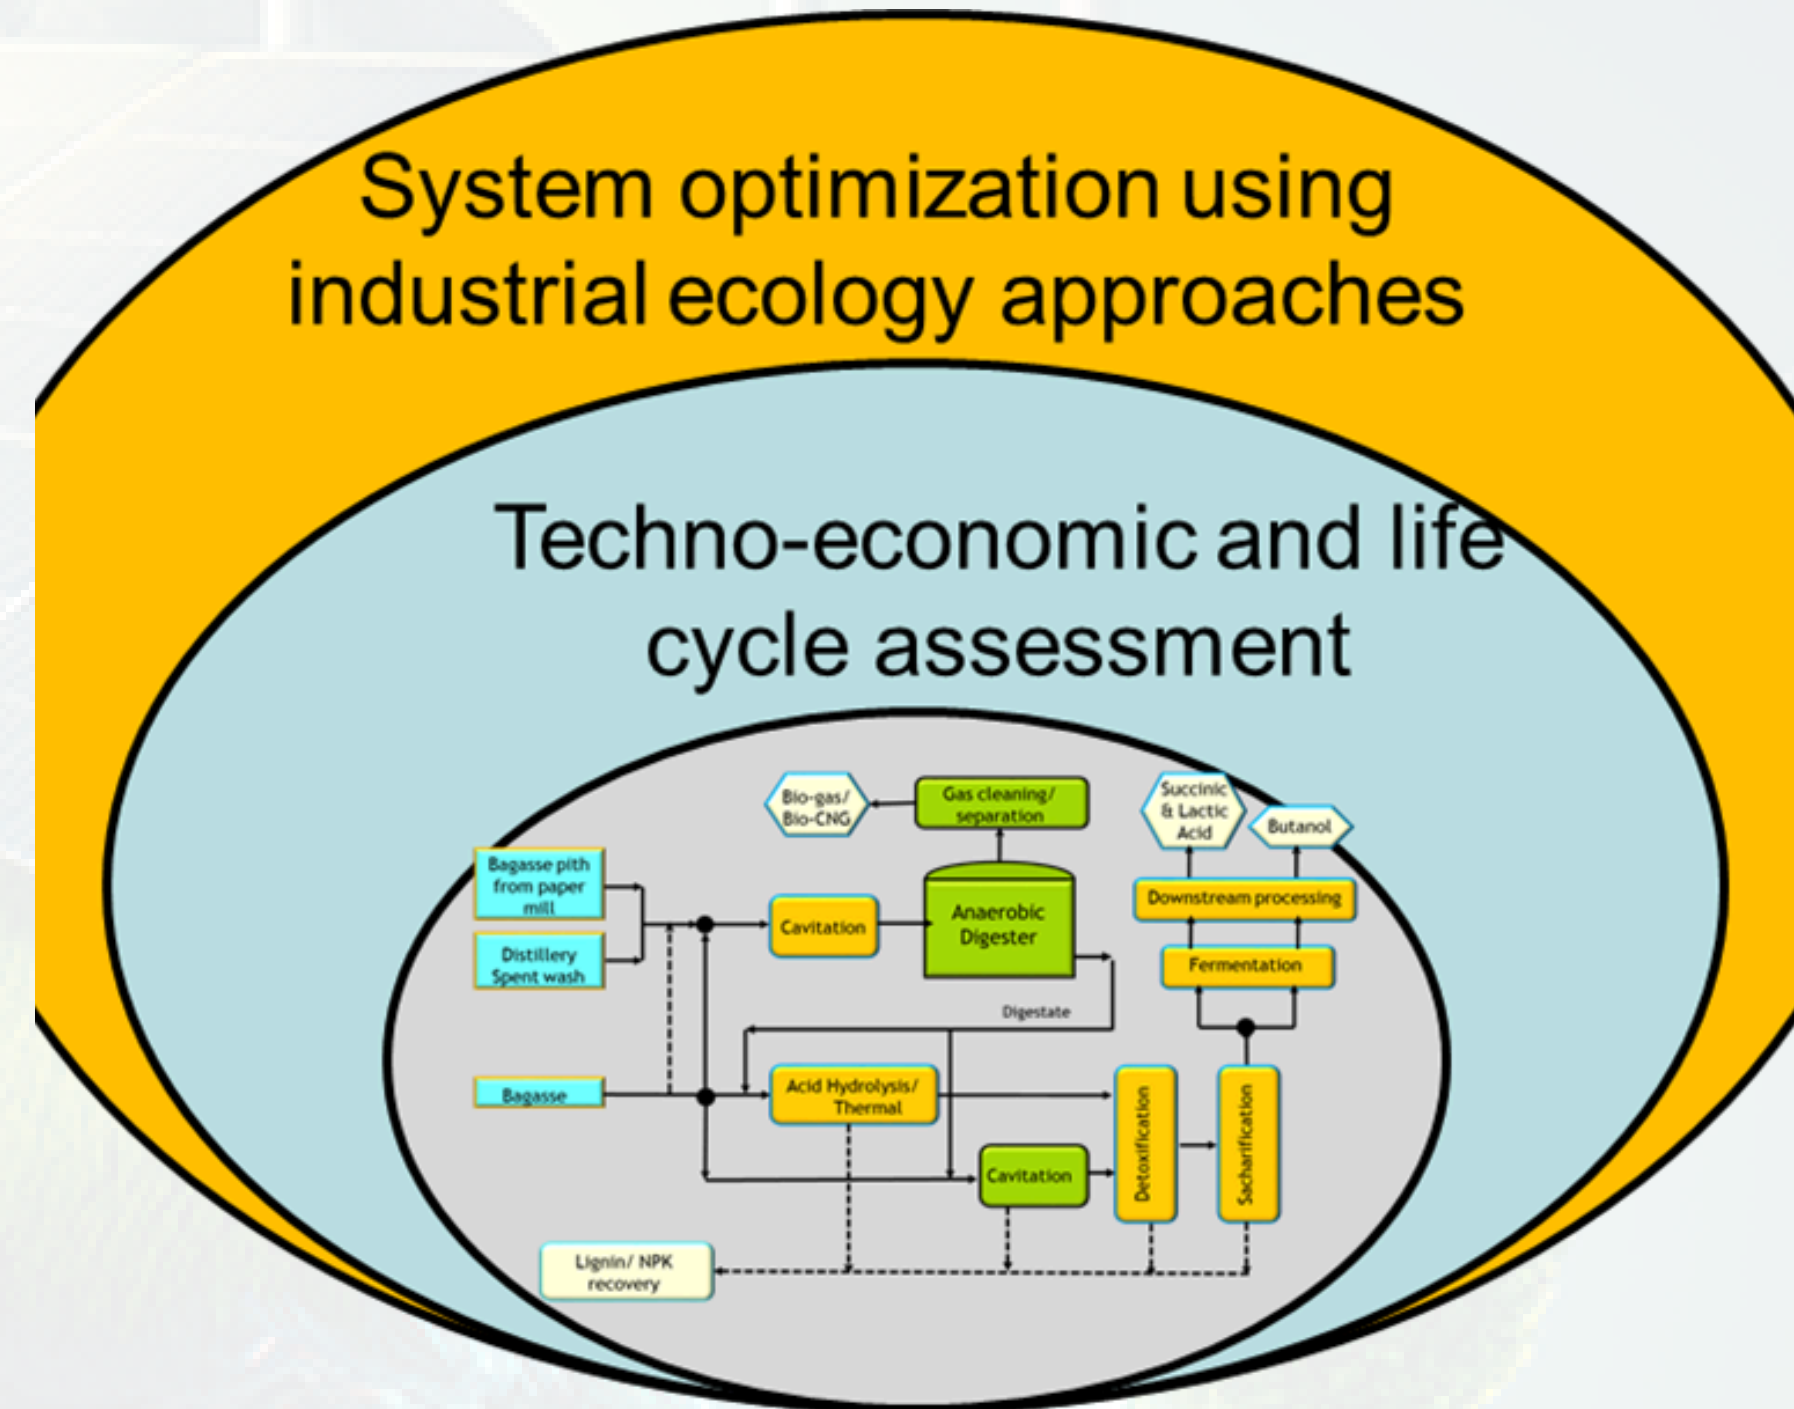 System optimization using
industrial ecology approaches
Techno-economic and life
cycle assessment
Bio-gas/
Bio-CNG
Gas cleaning/
separation
Succinic
& Lactic
Acid
Butanol
Bagasse pith
from paper
mill
Distillery
Spent wash
Cavitation
Anaerobic
Digester
Downstream processing
Fermentation
Digestate
Bagasse
Acid Hydrolysis/
Thermal
Cavitation
Detoxification
Sacharification
Lignin/ NPK
recovery